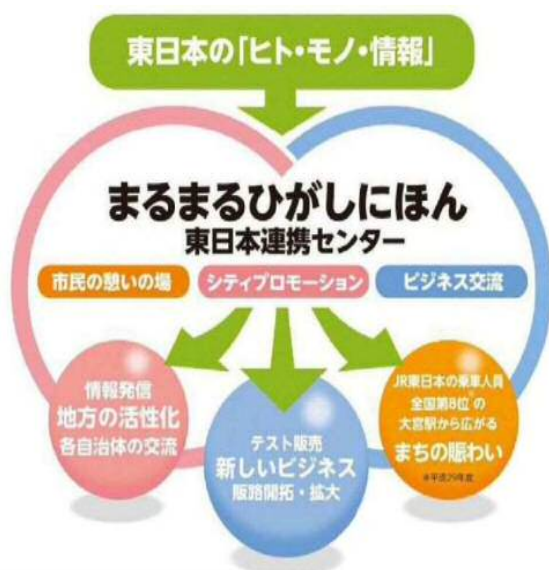 東日本の「ヒト・モノ・情報」
まるまるひがしにほん
東日本連携センター
市民の憩いの場
シティプロモーション
ビジネス交流
情報発信
地方の活性化
各自治体の交流
テスト販売
新しいビジネス
販路開拓・拡大
JR東日本の乗車人員
全国第8位※の
大宮駅から広がる
まちの賑わい
※平成29年度